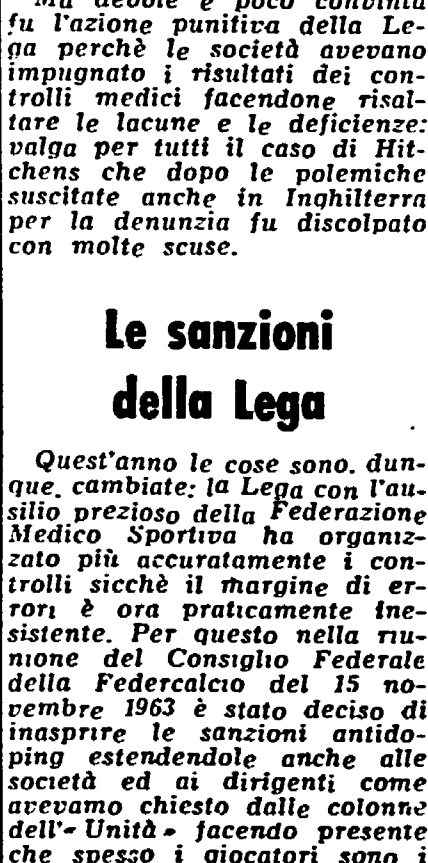 Ma debole e poco convinta
fu l'azione punitiva della Le-
ga perchè le società avevano
impugnato i risultati dei con-
trolli medici facendone risal-
tare le lacune e le deficienze:
valga per tutti il caso di Hit-
chens che dopo le polemiche
suscitate anche in Inghilterra
per la denunzia fu discolpato
con molte scuse.
Le sanzioni
della Lega
Quest'anno le cose sono. dun-
que. cambiate: la Lega con l'au-
silio prezioso della Federazione
Medico Sportiva ha organiz-
zato più accuratamente i con-
trolli sicchè il margine di er-
rori è ora praticamente ine-
sistente. Per questo nella riu-
nione del Consiglio Federale
della Federcalcio del 15 no-
vembre 1963 è stato deciso di
inasprire le sanzioni antido-
ping estendendole anche alle
società ed ai dirigenti come
avevamo chiesto dalle colonne
dell'« Unità » facendo presente
che spesso i giocatori sono i